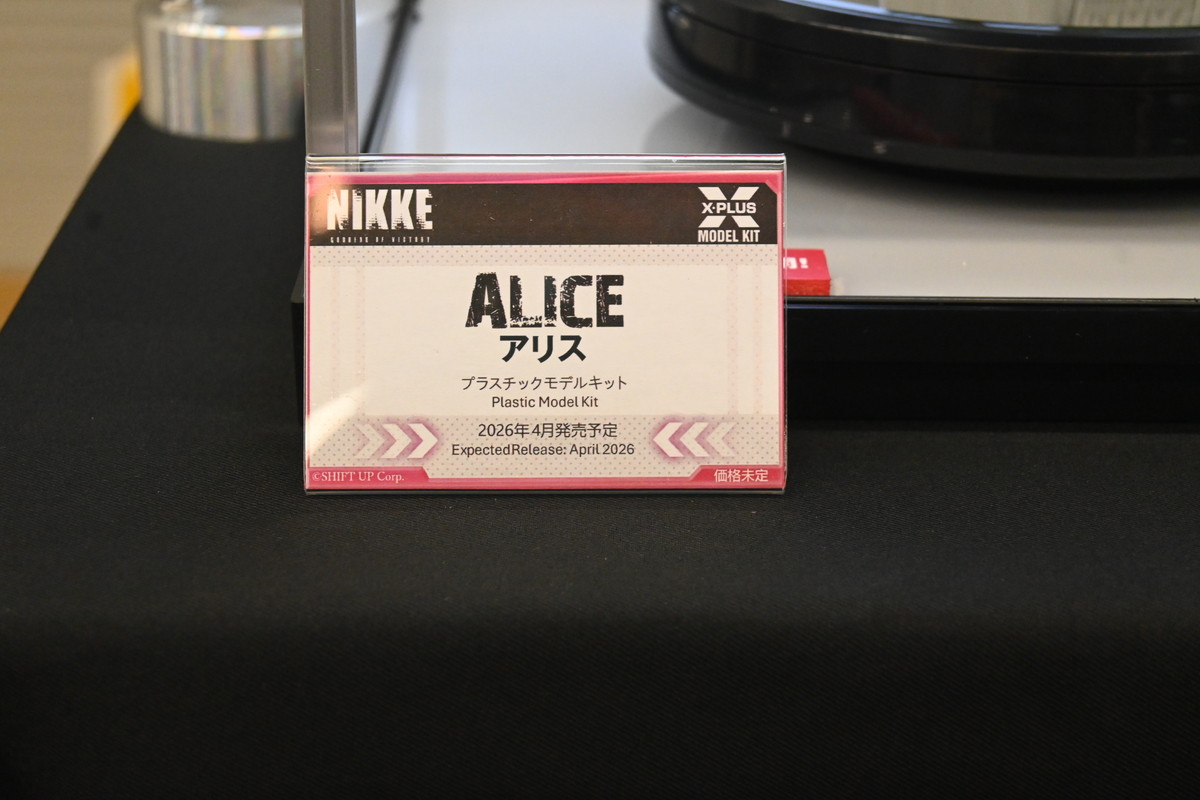 NIKKE
GODDESS OF VICTORY
X-PLUS
MODEL KIT
ALICE
アリス
プラスチックモデルキット
Plastic Model Kit
2026年4月発売予定
Expected Release: April 2026
©SHIFT UP Corp.
価格未定